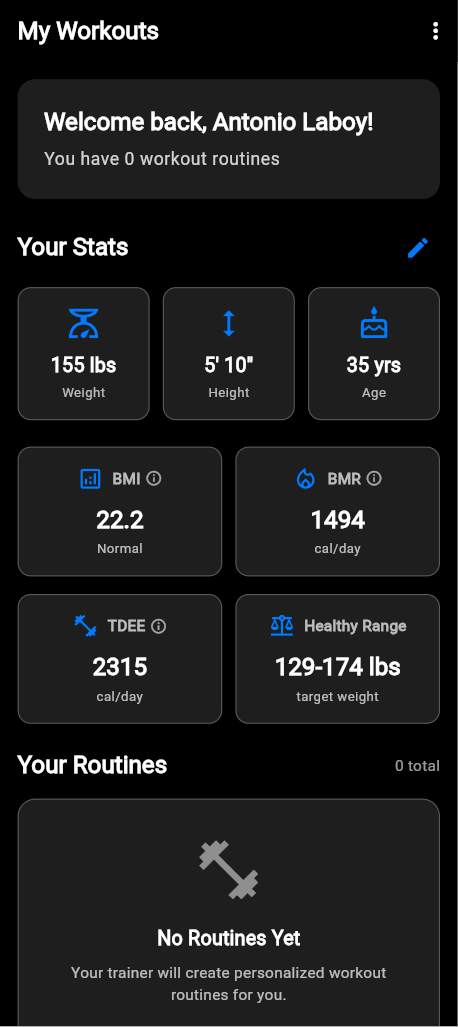 My Workouts
Welcome back, Antonio Laboy!
You have 0 workout routines
Your Stats
155 lbs
Weight
5' 10"
Height
35 yrs
Age
BMI
22.2
Normal
BMR
1494
cal/day
TDEE
2315
cal/day
Healthy Range
129-174 lbs
target weight
Your Routines
0 total
No Routines Yet
Your trainer will create personalized workout
routines for you.